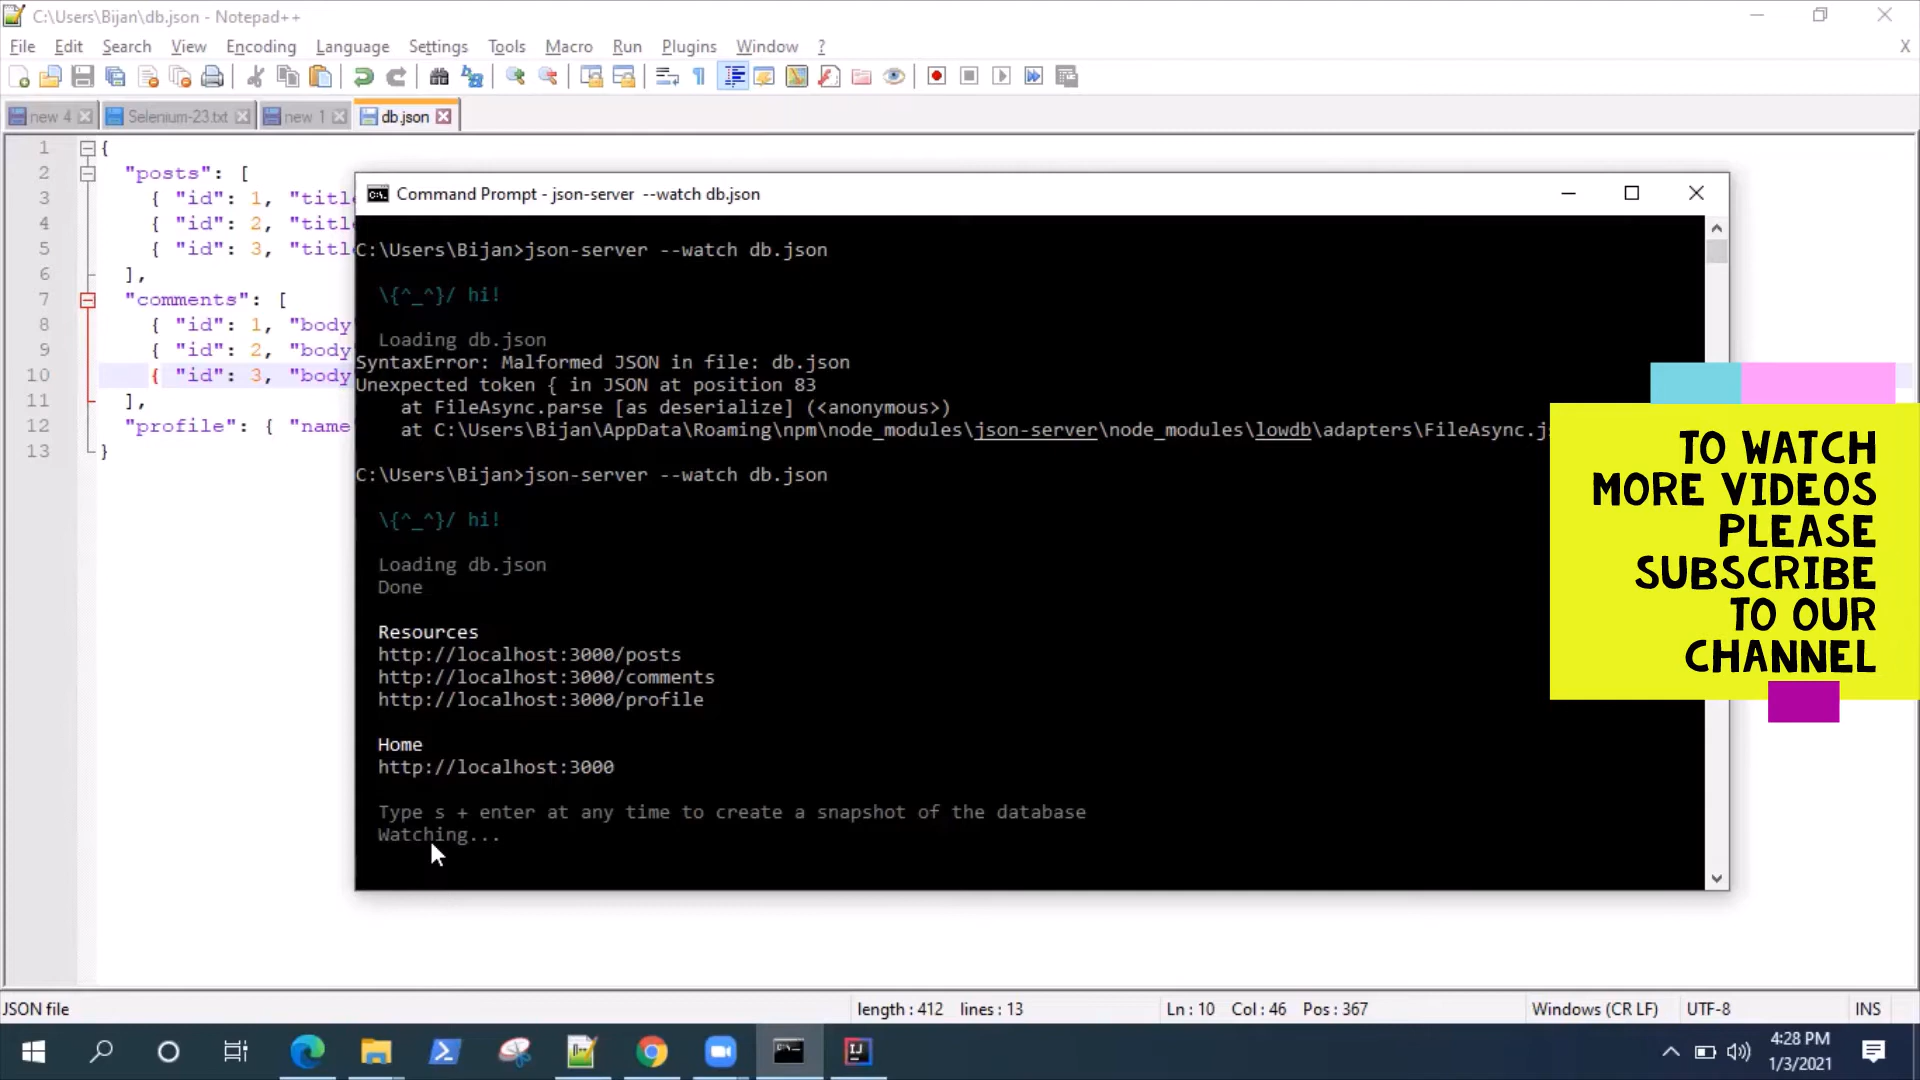 C:\Users\Bijan\db.json - Notepad++
File Edit Search View Encoding Language Settings Tools Macro Run Plugins Window ?
X
new 4 Selenium-23.txt new 1 db.json
1 {
2 "posts": [
3 { "id": 1, "title
4 { "id": 2, "title
5 { "id": 3, "title
6 ],
7 "comments": [
8 { "id": 1, "body"
9 { "id": 2, "body
10 { "id": 3, "body
11 ],
12 "profile": { "name"
13 }
Command Prompt - json-server --watch db.json
C:\Users\Bijan>json-server --watch db.json
\{^_^}/ hi!
Loading db.json
SyntaxError: Malformed JSON in file: db.json
Unexpected token { in JSON at position 83
at FileAsync.parse [as deserialize] (<anonymous>)
at C:\Users\Bijan\AppData\Roaming\npm\node_modules\json-server\node_modules\lowdb\adapters\FileAsync.js
C:\Users\Bijan>json-server --watch db.json
\{^_^}/ hi!
Loading db.json
Done
Resources
http://localhost:3000/posts
http://localhost:3000/comments
http://localhost:3000/profile
Home
http://localhost:3000
Type s + enter at any time to create a snapshot of the database
Watching...
TO WATCH
MORE VIDEOS
PLEASE
SUBSCRIBE
TO OUR
CHANNEL
JSON file length : 412 lines : 13 Ln : 10 Col : 46 Pos : 367 Windows (CR LF) UTF-8 INS
4:28 PM
1/3/2021